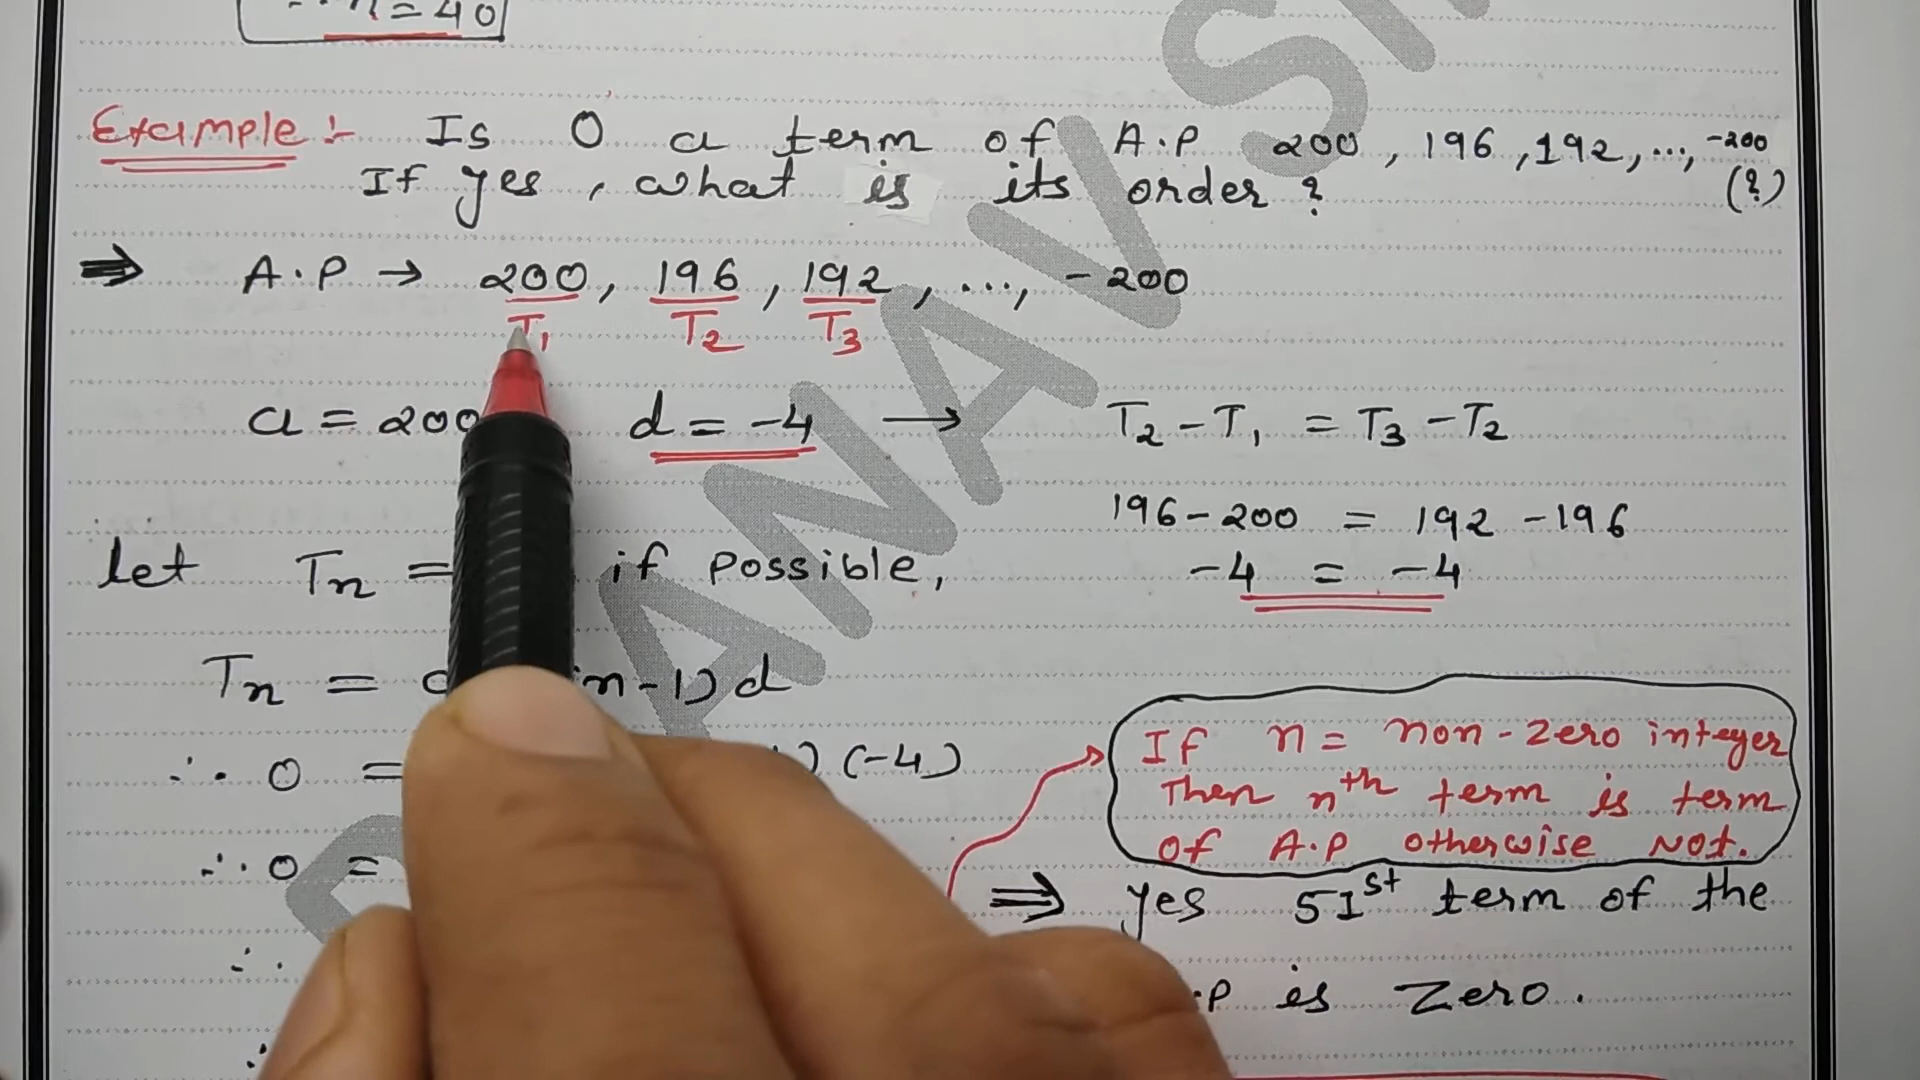 n = 40
Example :- Is 0 a term of A.P 200 , 196 , 192 , ..., -200
If yes , what is its order ? (?)
⇒ A.P → 200, 196 , 192 , ..., - 200
T₁ T₂ T₃
a = 200 d = -4 → T₂ - T₁ = T₃ - T₂
196 - 200 = 192 - 196
let Tn = if possible, -4 = -4
Tn = n-1)d
If n = non-zero integer
∴ 0 = ) (-4)
Then nth term is term
∴ 0 = of A.P otherwise Not.
⇒ yes 51st term of the
∴ .P is zero.
∴
PRANAV S